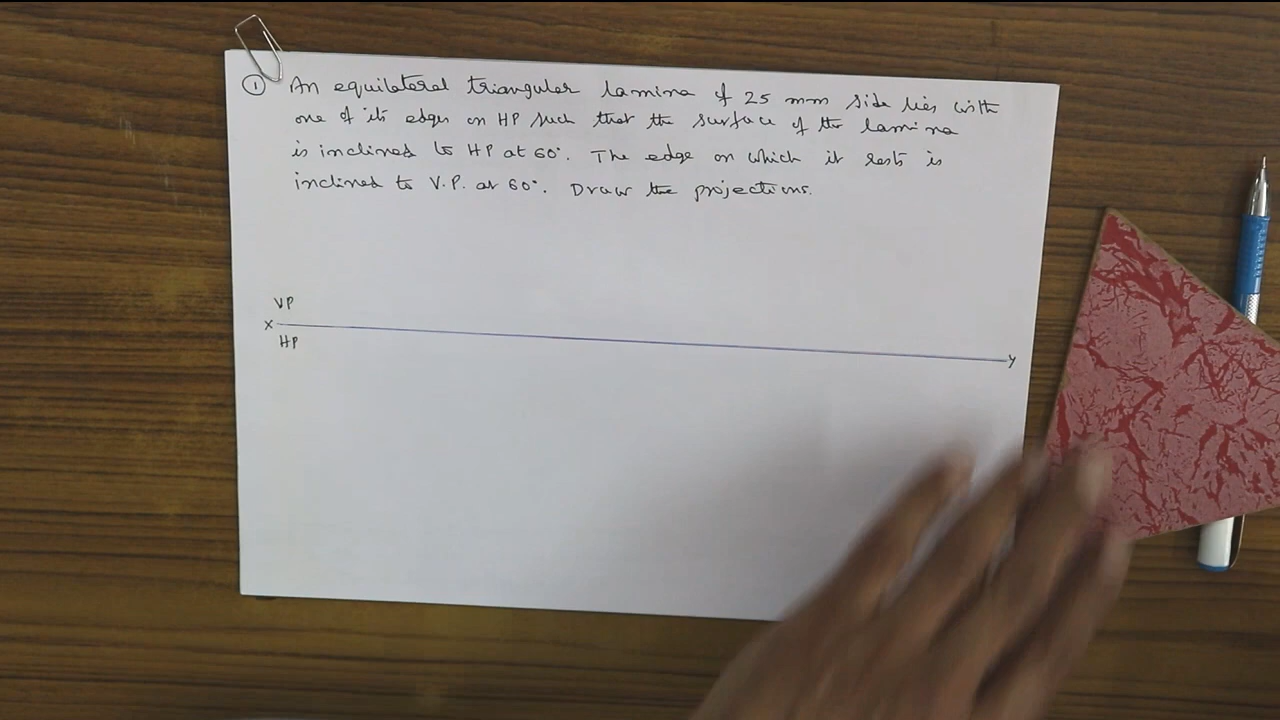 ① An equilateral triangular lamina of 25 mm side lies with
one of its edges on HP such that the surface of the lamina
is inclined to HP at 60°. The edge on which it rests is
inclined to V.P. at 60°. Draw the projections.
VP
X
HP
Y